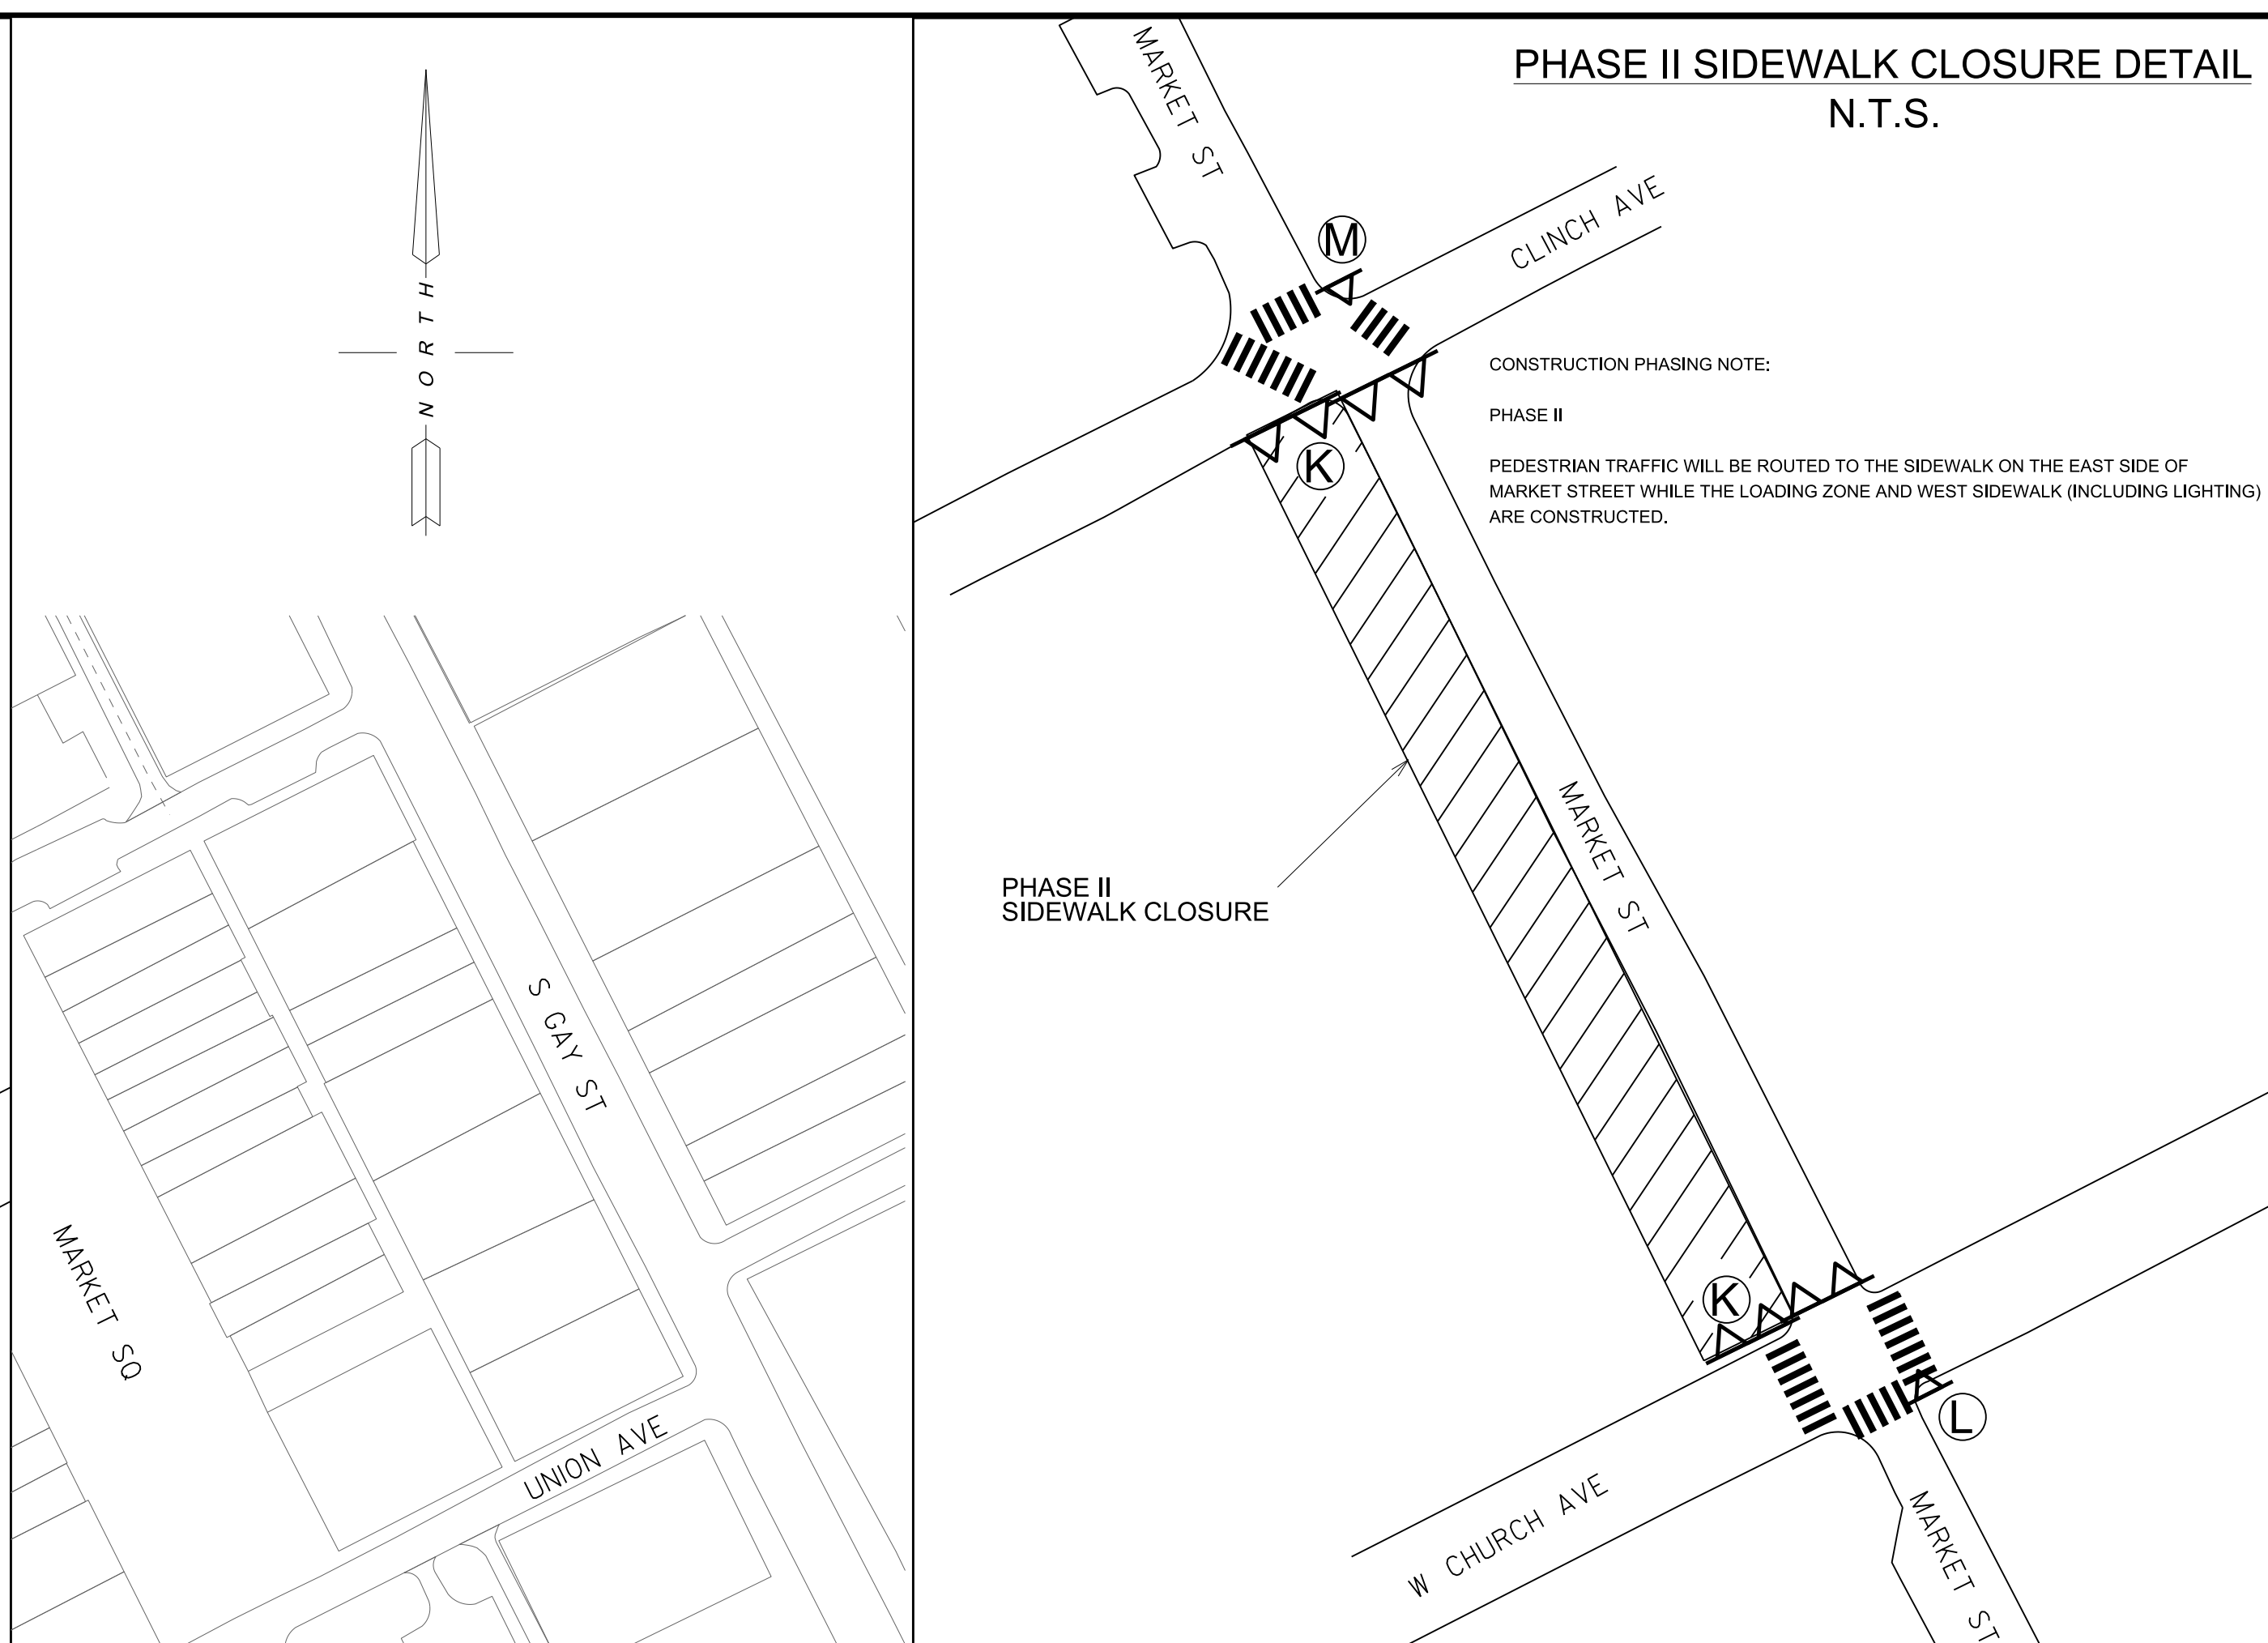 PHASE II SIDEWALK CLOSURE DETAIL
N.T.S.
NORTH
MARKET ST
CLINCH AVE
M
K
CONSTRUCTION PHASING NOTE:
PHASE II
PEDESTRIAN TRAFFIC WILL BE ROUTED TO THE SIDEWALK ON THE EAST SIDE OF
MARKET STREET WHILE THE LOADING ZONE AND WEST SIDEWALK (INCLUDING LIGHTING)
ARE CONSTRUCTED.
MARKET ST
PHASE II
SIDEWALK CLOSURE
S GAY ST
MARKET SQ
UNION AVE
K
L
W CHURCH AVE
MARKET ST